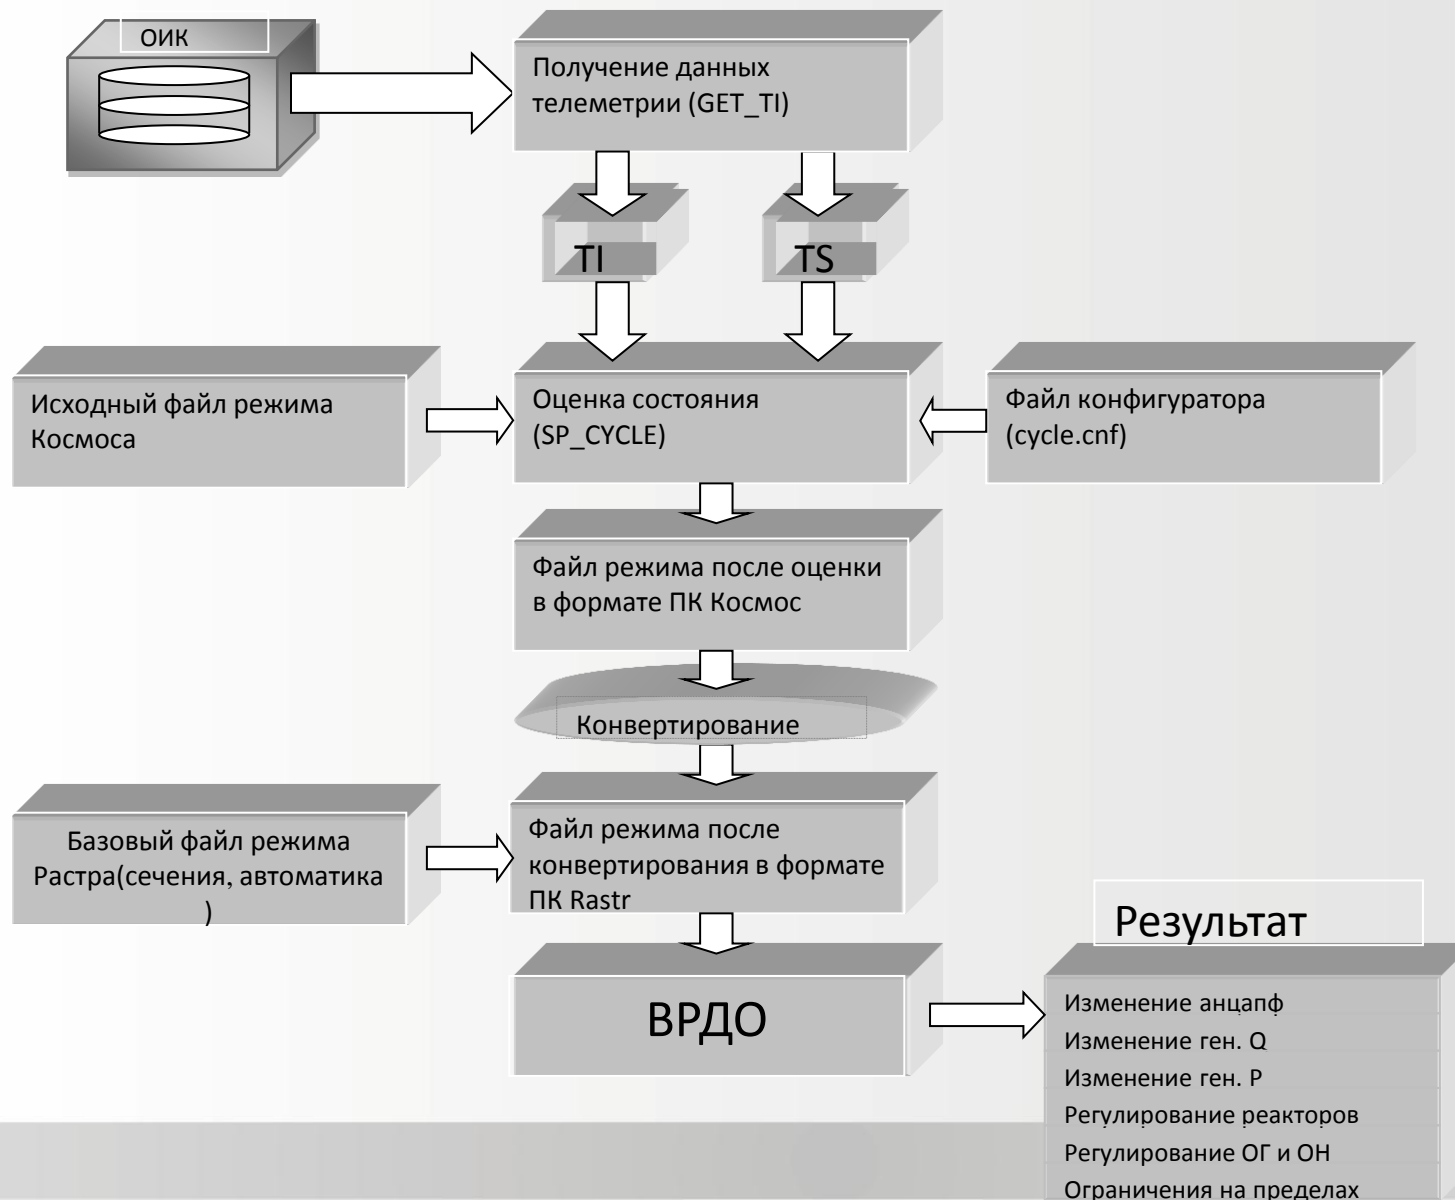 ОИК
Получение данных
телеметрии (GET_TI)
TI
TS
Исходный файл режима
Космоса
Оценка состояния
(SP_CYCLE)
Файл конфигуратора
(cycle.cnf)
Файл режима после оценки
в формате ПК Космос
Конвертирование
Базовый файл режима
Растра(сечения, автоматика
)
Файл режима после
конвертирования в формате
ПК Rastr
ВРДО
Результат
Изменение анцапф
Изменение ген. Q
Изменение ген. P
Регулирование реакторов
Регулирование ОГ и ОН
Ограничения на пределах